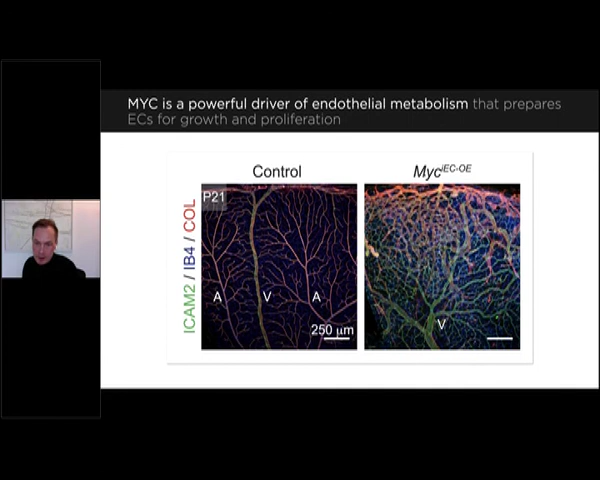 MYC is a powerful driver of endothelial metabolism that prepares
ECs for growth and proliferation
Control
Myc iEC-OE
P21
ICAM2 / IB4 / COL
A
V
A
250 µm
V